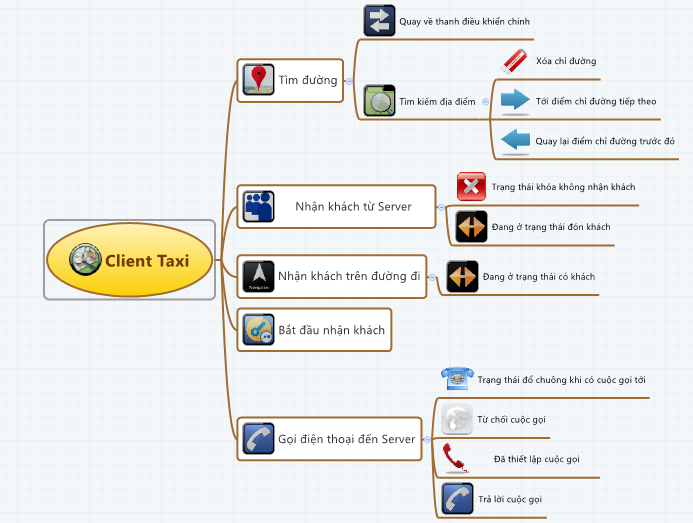 Client Taxi
Tìm đường
Quay về thanh điều khiển chính
Tìm kiếm địa điểm
Xóa chỉ đường
Tới điểm chỉ đường tiếp theo
Quay lại điểm chỉ đường trước đó
Nhận khách từ Server
Trạng thái khóa không nhận khách
Đang ở trạng thái đón khách
Nhận khách trên đường đi
Navigation
Đang ở trạng thái có khách
Bắt đầu nhận khách
Gọi điện thoại đến Server
Trạng thái đổ chuông khi có cuộc gọi tới
Từ chối cuộc gọi
Đã thiết lập cuộc gọi
Trả lời cuộc gọi